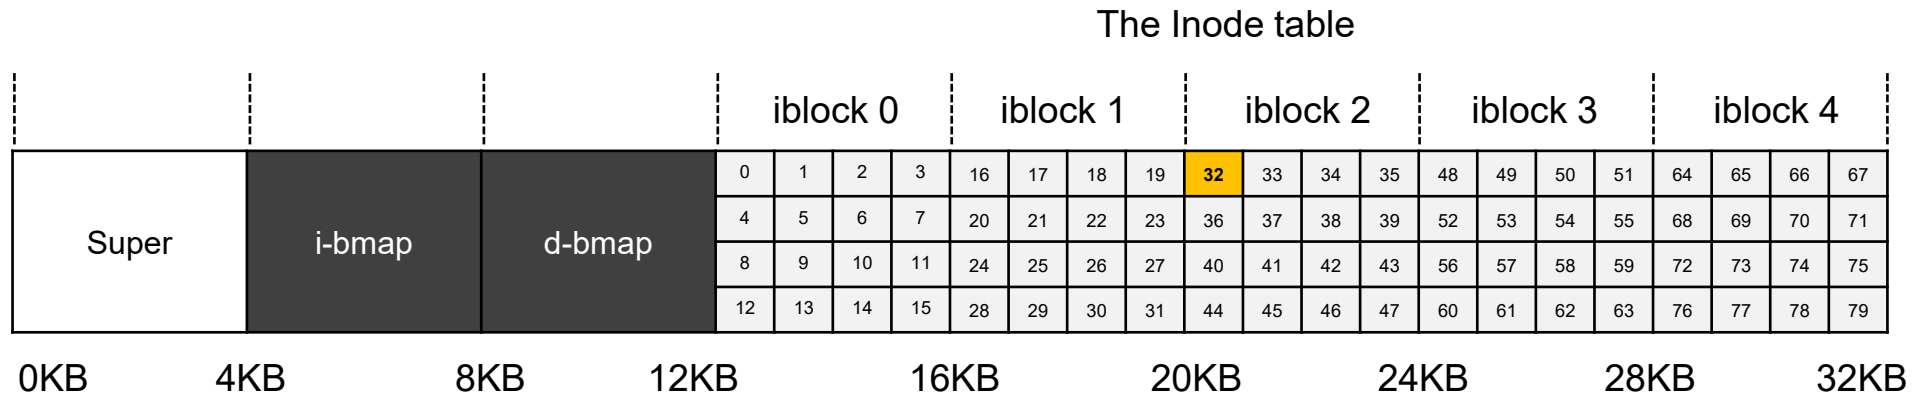 The Inode table
iblock 0 iblock 1 iblock 2 iblock 3 iblock 4
0 1 2 3 16 17 18 19 32 33 34 35 48 49 50 51 64 65 66 67
4 5 6 7 20 21 22 23 36 37 38 39 52 53 54 55 68 69 70 71
Super i-bmap d-bmap
8 9 10 11 24 25 26 27 40 41 42 43 56 57 58 59 72 73 74 75
12 13 14 15 28 29 30 31 44 45 46 47 60 61 62 63 76 77 78 79
0KB 4KB 8KB 12KB 16KB 20KB 24KB 28KB 32KB